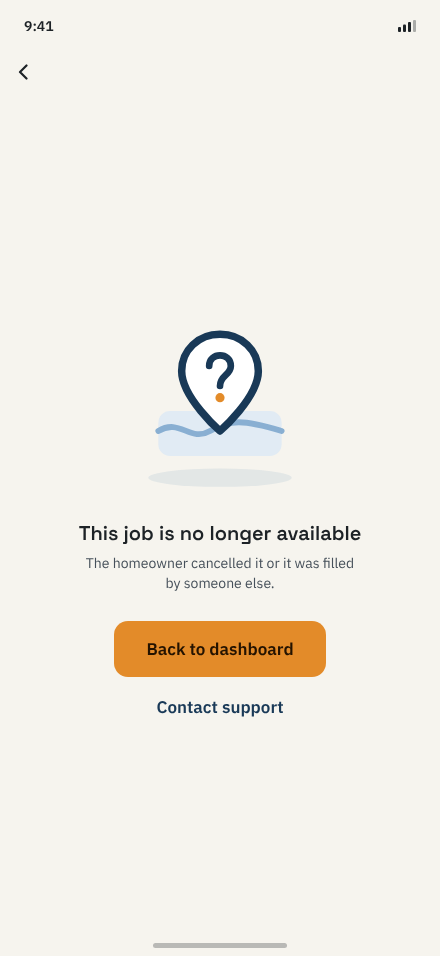 9:41
This job is no longer available
The homeowner cancelled it or it was filled
by someone else.
Back to dashboard
Contact support